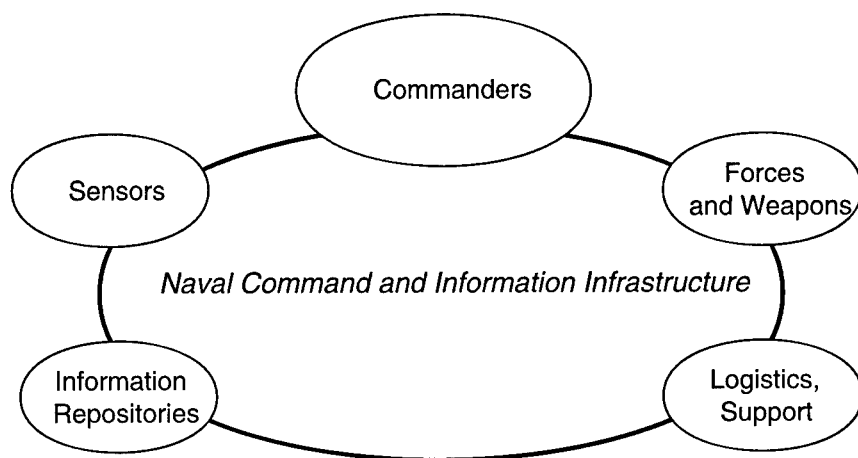 Commanders
Sensors
Forces
and Weapons
Naval Command and Information Infrastructure
Information
Repositories
Logistics,
Support